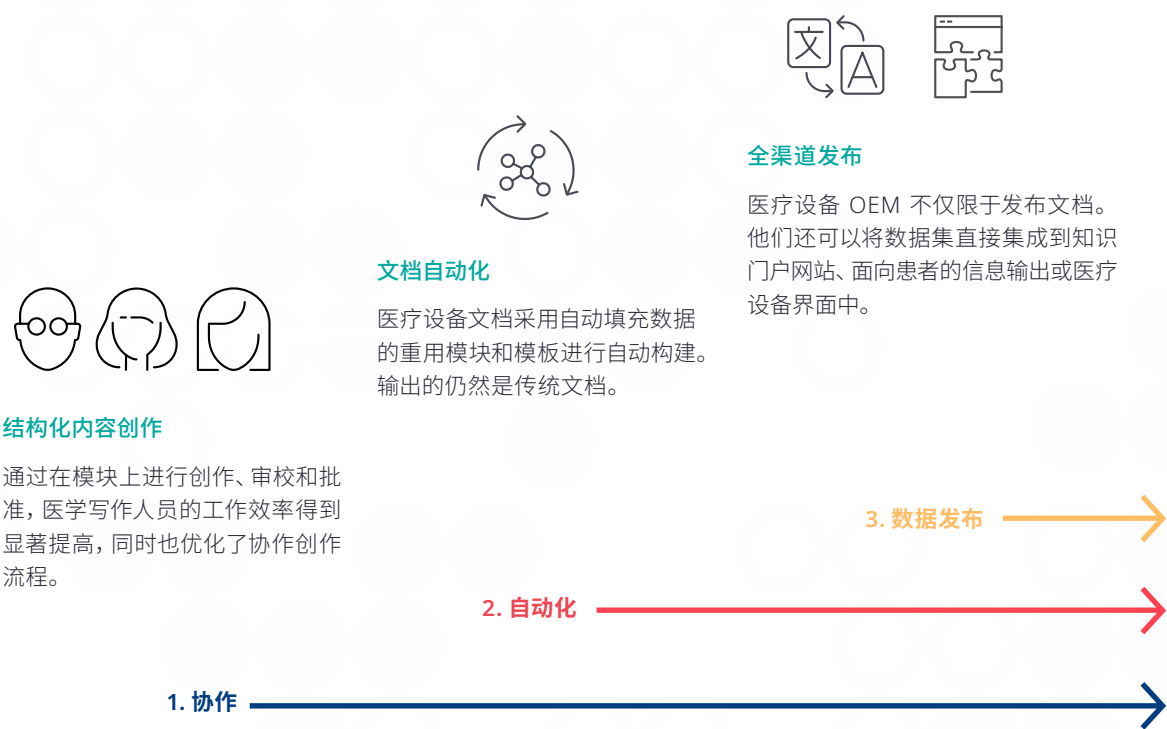 文
A
全渠道发布
医疗设备 OEM 不仅限于发布文档。
他们还可以将数据集直接集成到知识
门户网站、面向患者的信息输出或医疗
设备界面中。
文档自动化
医疗设备文档采用自动填充数据
的重用模块和模板进行自动构建。
输出的仍然是传统文档。
结构化内容创作
通过在模块上进行创作、审校和批
准，医学写作人员的工作效率得到
显著提高，同时也优化了协作创作
流程。
3. 数据发布
2. 自动化
1. 协作